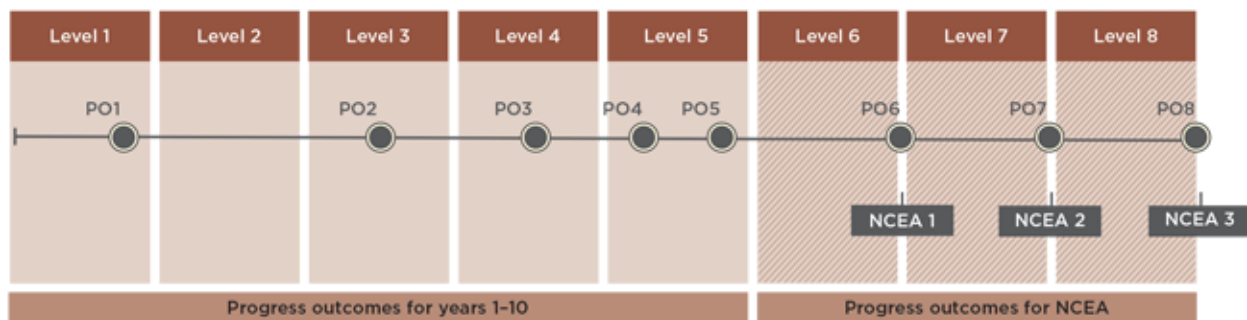 Level 1 Level 2 Level 3 Level 4 Level 5 Level 6 Level 7 Level 8
PO1 PO2 PO3 PO4 PO5 PO6 PO7 PO8
NCEA 1 NCEA 2 NCEA 3
Progress outcomes for years 1–10 Progress outcomes for NCEA